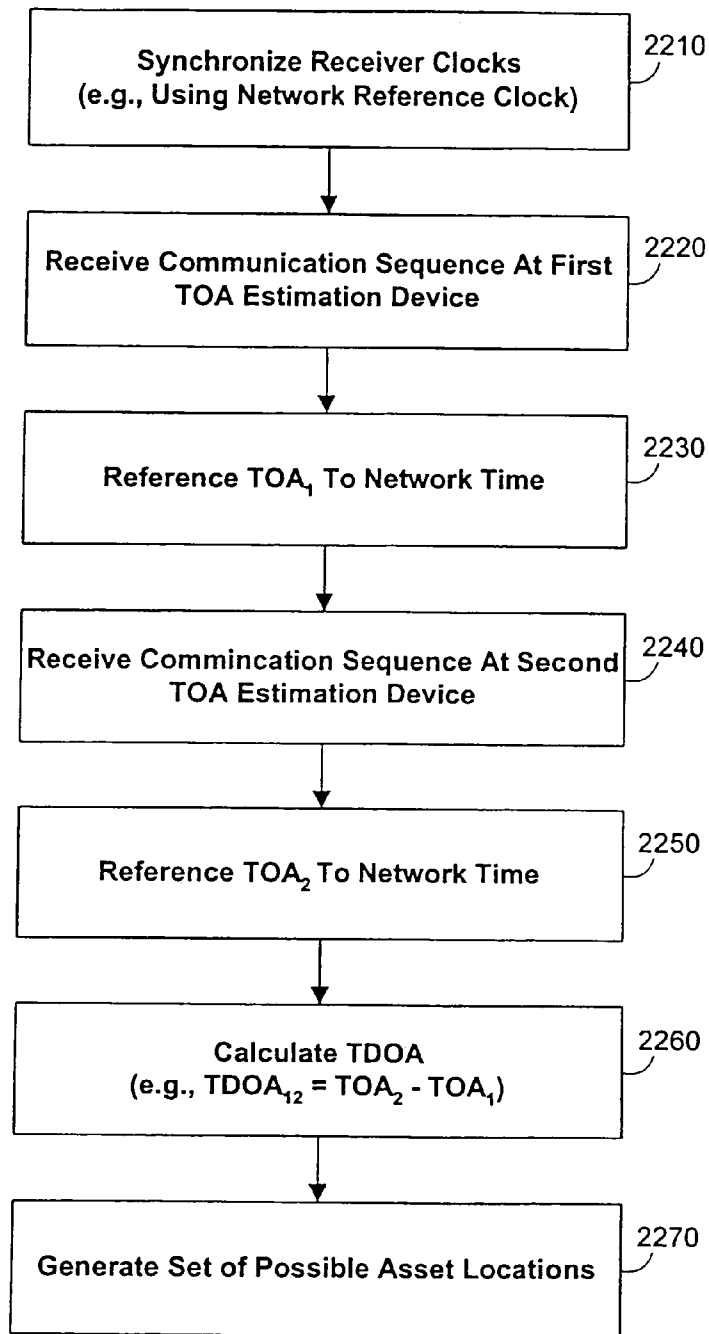 Synchronize Receiver Clocks
(e.g., Using Network Reference Clock)
2210
Receive Communication Sequence At First
TOA Estimation Device
2220
Reference TOA₁ To Network Time
2230
Receive Commincation Sequence At Second
TOA Estimation Device
2240
Reference TOA₂ To Network Time
2250
Calculate TDOA
(e.g., TDOA₁₂ = TOA₂ - TOA₁)
2260
Generate Set of Possible Asset Locations
2270